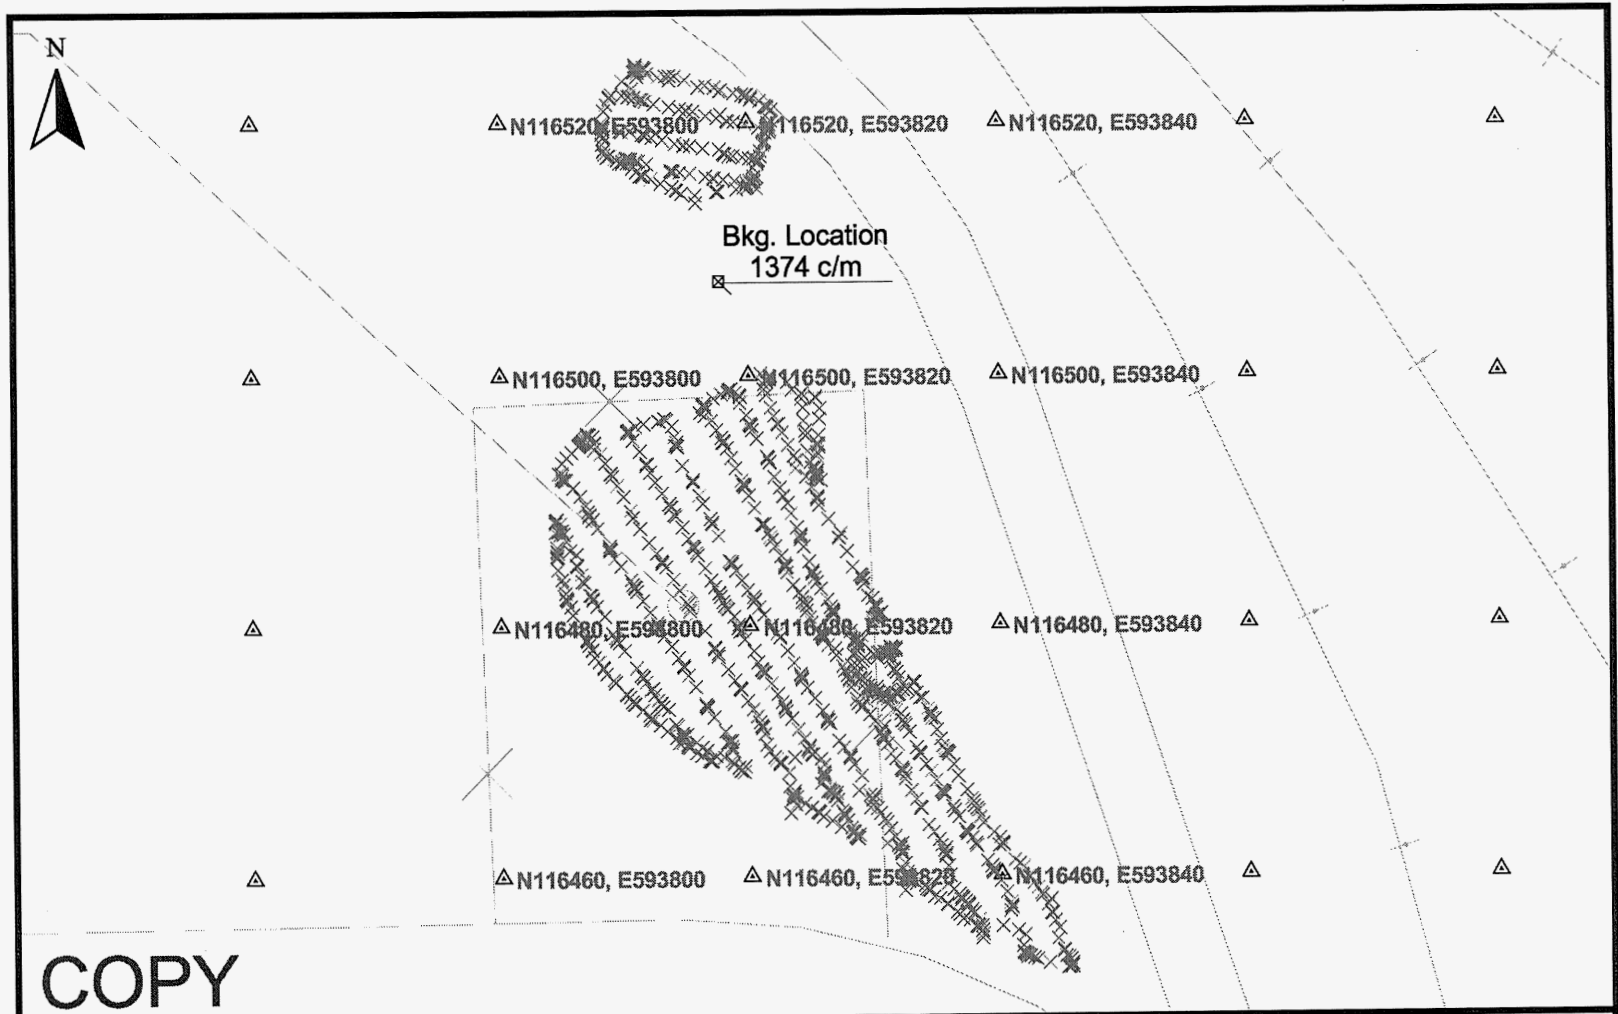 N
N116520, E593800 N116520, E593820 N116520, E593840
Bkg. Location
1374 c/m
N116500, E593800 N116500, E593820 N116500, E593840
N116480, E593800 N116480, E593820 N116480, E593840
N116460, E593800 N116460, E593820 N116460, E593840
COPY